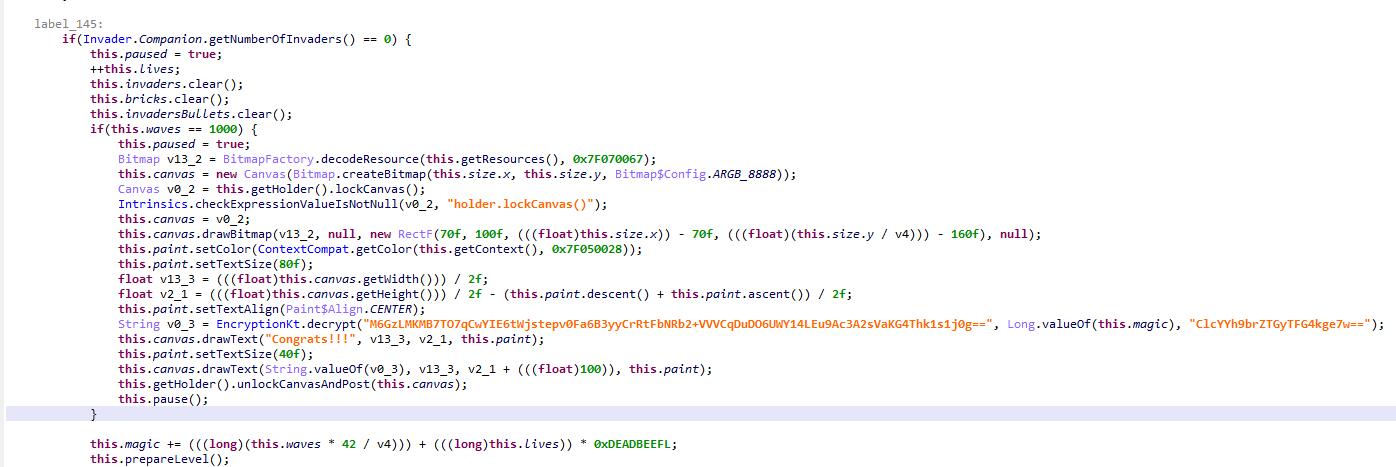 label_145:
if(Invader.Companion.getNumberOfInvaders() == 0) {
this.paused = true;
++this.lives;
this.invaders.clear();
this.bricks.clear();
this.invadersBullets.clear();
if(this.waves == 1000) {
this.paused = true;
Bitmap v13_2 = BitmapFactory.decodeResource(this.getResources(), 0x7F070067);
this.canvas = new Canvas(Bitmap.createBitmap(this.size.x, this.size.y, Bitmap$Config.ARGB_8888));
Canvas v0_2 = this.getHolder().lockCanvas();
Intrinsics.checkExpressionValueIsNotNull(v0_2, "holder.lockCanvas()");
this.canvas = v0_2;
this.canvas.drawBitmap(v13_2, null, new RectF(70f, 100f, (((float)this.size.x)) - 70f, (((float)(this.size.y / v4))) - 160f), null);
this.paint.setColor(ContextCompat.getColor(this.getContext(), 0x7F050028));
this.paint.setTextSize(80f);
float v13_3 = (((float)this.canvas.getWidth())) / 2f;
float v2_1 = (((float)this.canvas.getHeight())) / 2f - (this.paint.descent() + this.paint.ascent()) / 2f;
this.paint.setTextAlign(Paint$Align.CENTER);
String v0_3 = EncryptionKt.decrypt("M6GzLMKMB7TO7qCwYIE6tWjstepv0Fa6B3yyCrRtFbNRb2+VVVCqDuDO6UWY14LEu9Ac3A2sVaKG4Thk1s1j0g==", Long.valueOf(this.magic), "ClcYYh9brZTGyTFG4kge7w==");
this.canvas.drawText("Congrats!!!", v13_3, v2_1, this.paint);
this.paint.setTextSize(40f);
this.canvas.drawText(String.valueOf(v0_3), v13_3, v2_1 + (((float)100)), this.paint);
this.getHolder().unlockCanvasAndPost(this.canvas);
this.pause();
}
this.magic += (((long)(this.waves * 42 / v4))) + (((long)this.lives)) * 0xDEADBEEFL;
this.prepareLevel();